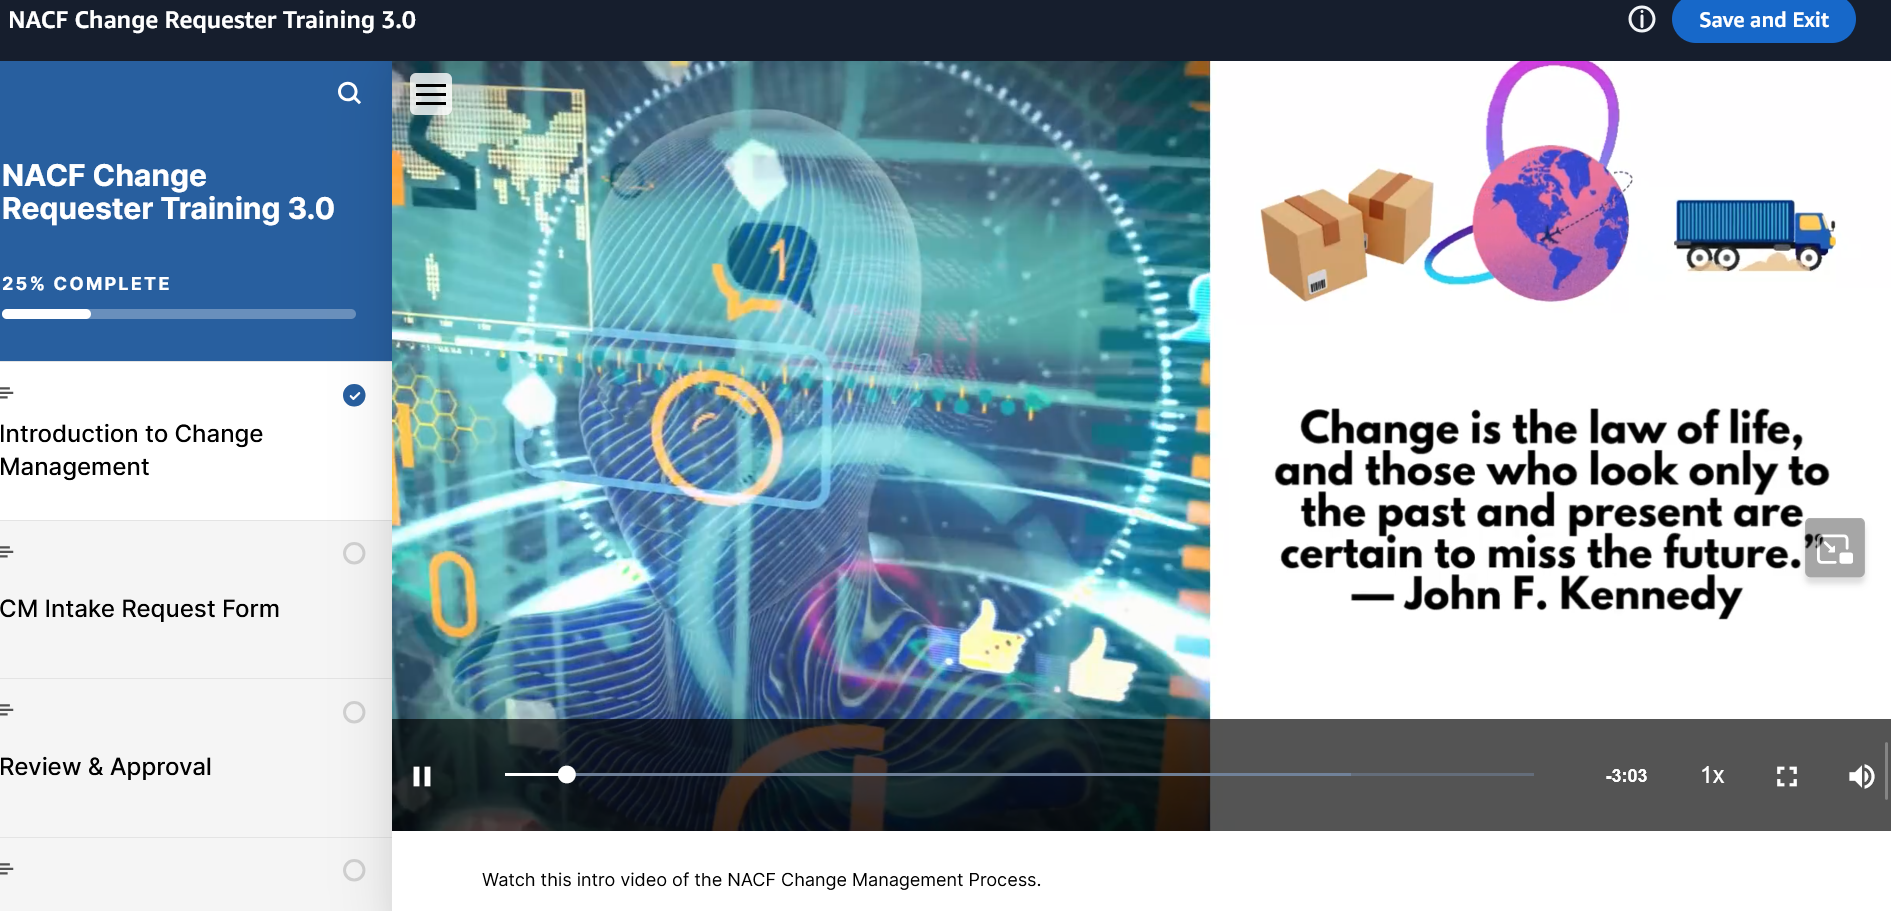 NACF Change Requester Training 3.0
Save and Exit
NACF Change
Requester Training 3.0
25% COMPLETE
Introduction to Change
Management
CM Intake Request Form
Review & Approval
2
1
0
Change is the law of life,
and those who look only to
the past and present are
certain to miss the future.”
— John F. Kennedy
-3:03
1x
Watch this intro video of the NACF Change Management Process.